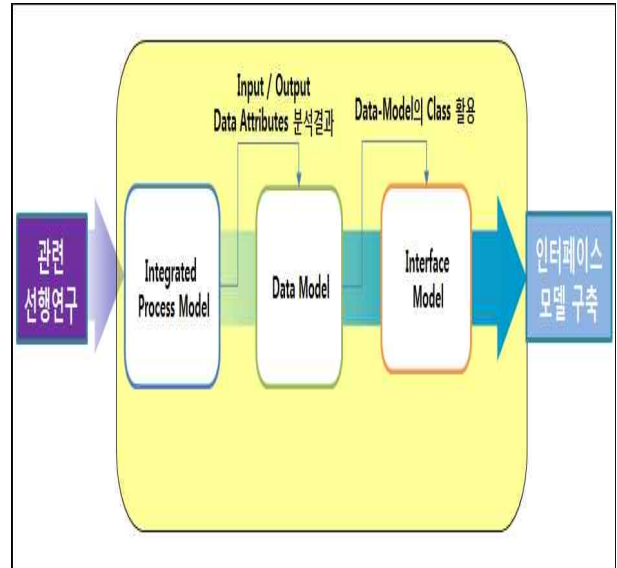 Input / Output
Data Attributes 분석결과
Data-Model의 Class 활용
관련
선행연구
Integrated
Process Model
Data Model
Interface
Model
인터페이스
모델 구축